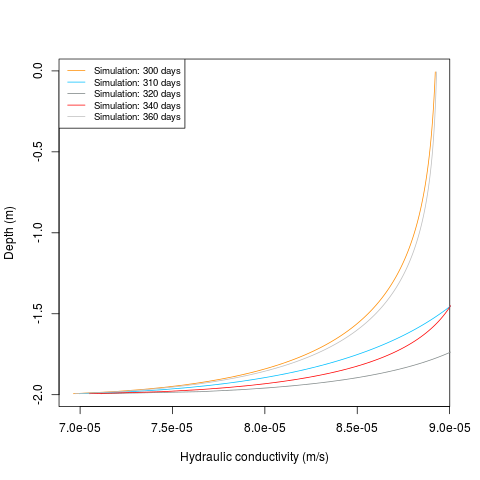 Simulation: 300 days
Simulation: 310 days
Simulation: 320 days
Simulation: 340 days
Simulation: 360 days
0.0
-0.5
-1.0
-1.5
-2.0
Depth (m)
7.0e-05 7.5e-05 8.0e-05 8.5e-05 9.0e-05
Hydraulic conductivity (m/s)